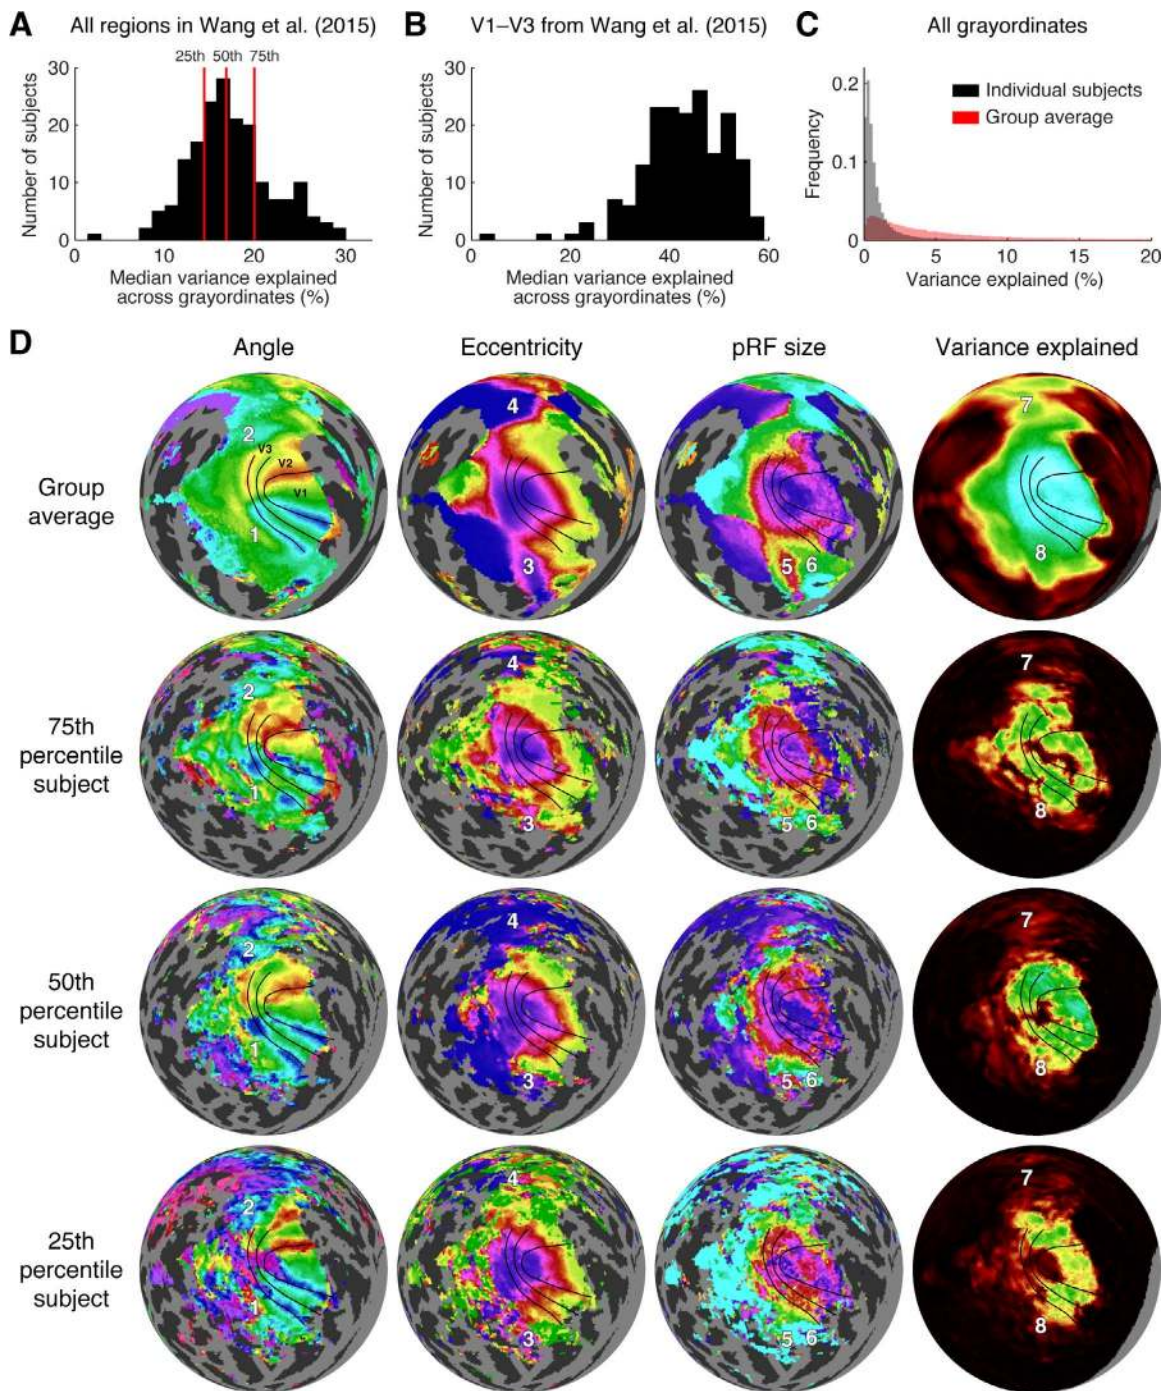 A All regions in Wang et al. (2015)
25th 50th 75th
30
20
10
0
Number of subjects
0 10 20 30
Median variance explained
across grayordinates (%)
B V1–V3 from Wang et al. (2015)
30
20
10
0
Number of subjects
0 20 40 60
Median variance explained
across grayordinates (%)
C All grayordinates
0.2
0.1
0
Frequency
Individual subjects
Group average
0 5 10 15 20
Variance explained (%)
D
Angle Eccentricity pRF size Variance explained
Group
average
2
V3
V2
V1
1
4
3
5 6
7
8
75th
percentile
subject
2
1
4
3
5 6
7
8
50th
percentile
subject
2
1
4
3
5 6
7
8
25th
percentile
subject
2
1
4
3
5 6
7
8